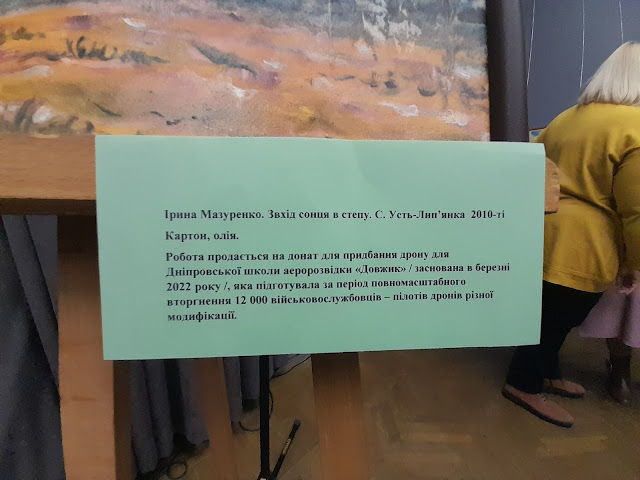 Ірина Мазуренко. Звхід сонця в степу. С. Усть-Лип’янка 2010-ті
Картон, олія.
Робота продається на донат для придбання дрону для
Дніпровської школи аеророзвідки «Довжик» / заснована в березні
2022 року /, яка підготувала за період повномасштабного
вторгнення 12 000 військовослужбовців – пілотів дронів різної
модифікації.